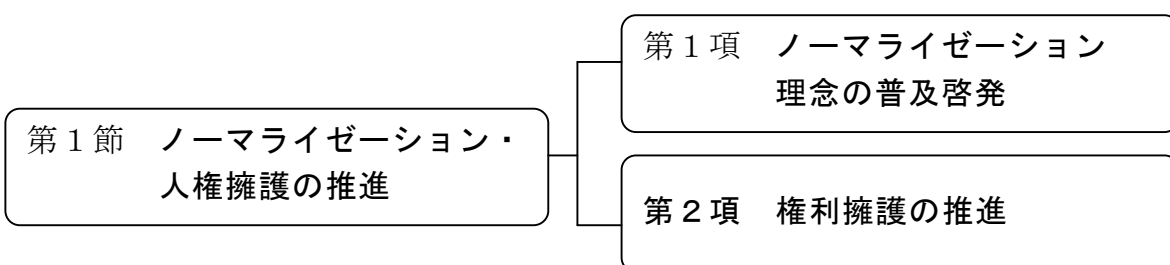 第１節　ノーマライゼーション・
人権擁護の推進
第１項　ノーマライゼーション
理念の普及啓発
第２項　権利擁護の推進